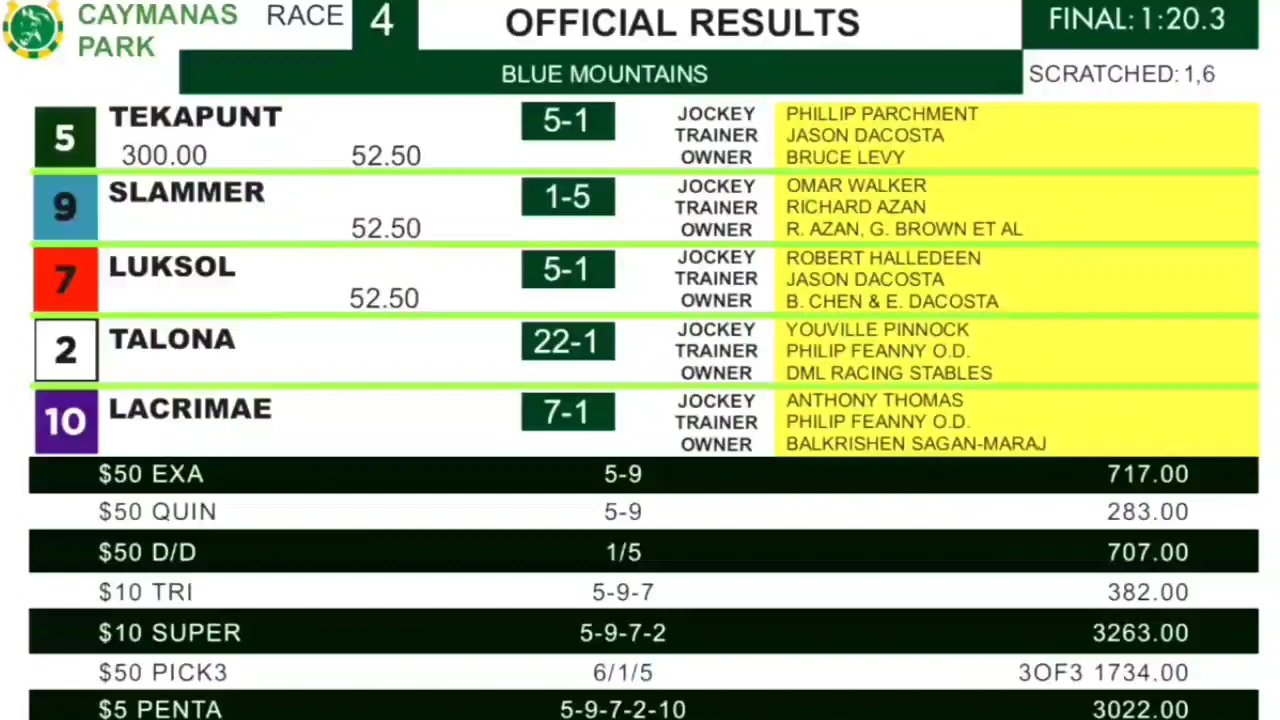 CAYMANAS PARK RACE 4 OFFICIAL RESULTS FINAL: 1:20.3
BLUE MOUNTAINS SCRATCHED: 1,6
5 TEKAPUNT 5-1 JOCKEY PHILLIP PARCHMENT
TRAINER JASON DACOSTA
300.00 52.50 OWNER BRUCE LEVY
9 SLAMMER 1-5 JOCKEY OMAR WALKER
TRAINER RICHARD AZAN
52.50 OWNER R. AZAN, G. BROWN ET AL
7 LUKSOL 5-1 JOCKEY ROBERT HALLEDEEN
TRAINER JASON DACOSTA
52.50 OWNER B. CHEN & E. DACOSTA
2 TALONA 22-1 JOCKEY YOUVILLE PINNOCK
TRAINER PHILIP FEANNY O.D.
OWNER DML RACING STABLES
10 LACRIMAE 7-1 JOCKEY ANTHONY THOMAS
TRAINER PHILIP FEANNY O.D.
OWNER BALKRISHEN SAGAN-MARAJ
$50 EXA 5-9 717.00
$50 QUIN 5-9 283.00
$50 D/D 1/5 707.00
$10 TRI 5-9-7 382.00
$10 SUPER 5-9-7-2 3263.00
$50 PICK3 6/1/5 3OF3 1734.00
$5 PENTA 5-9-7-2-10 3022.00